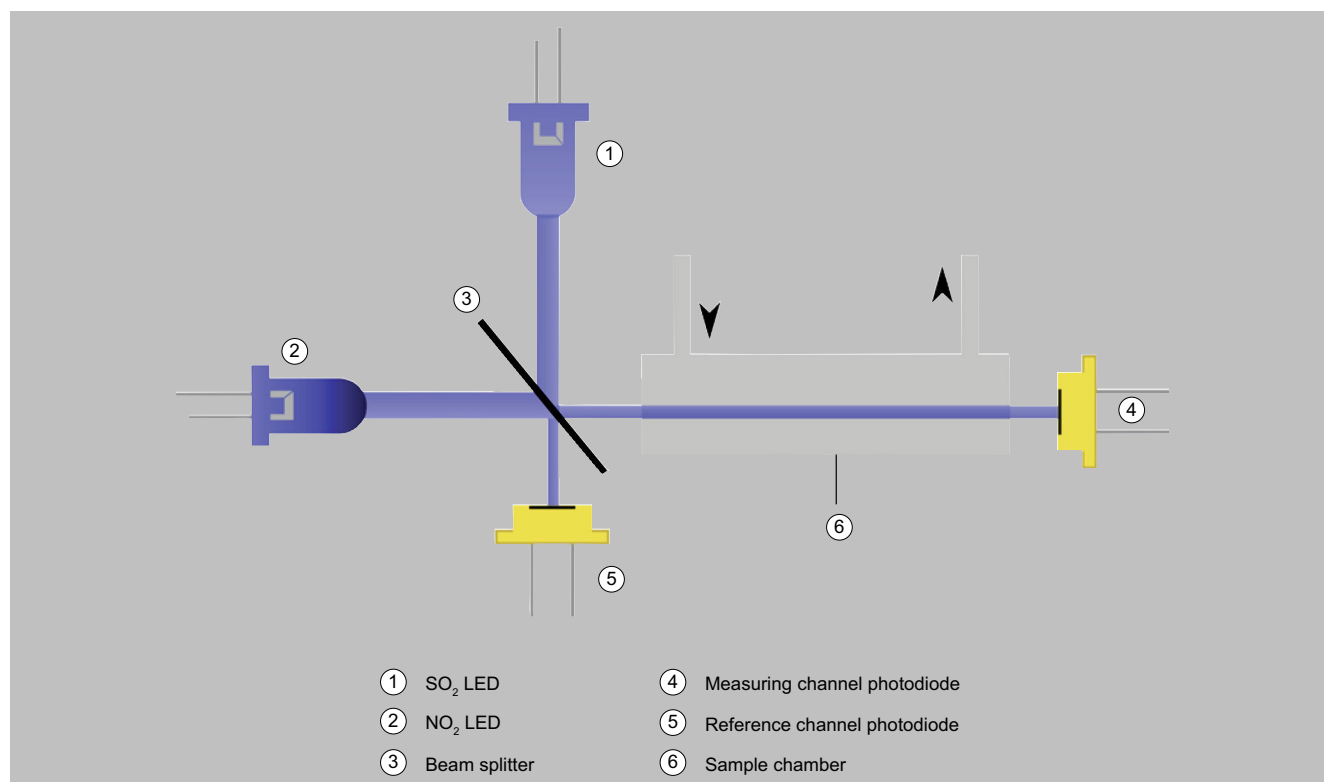 1
3
2
4
6
5
1 SO₂ LED
2 NO₂ LED
3 Beam splitter
4 Measuring channel photodiode
5 Reference channel photodiode
6 Sample chamber